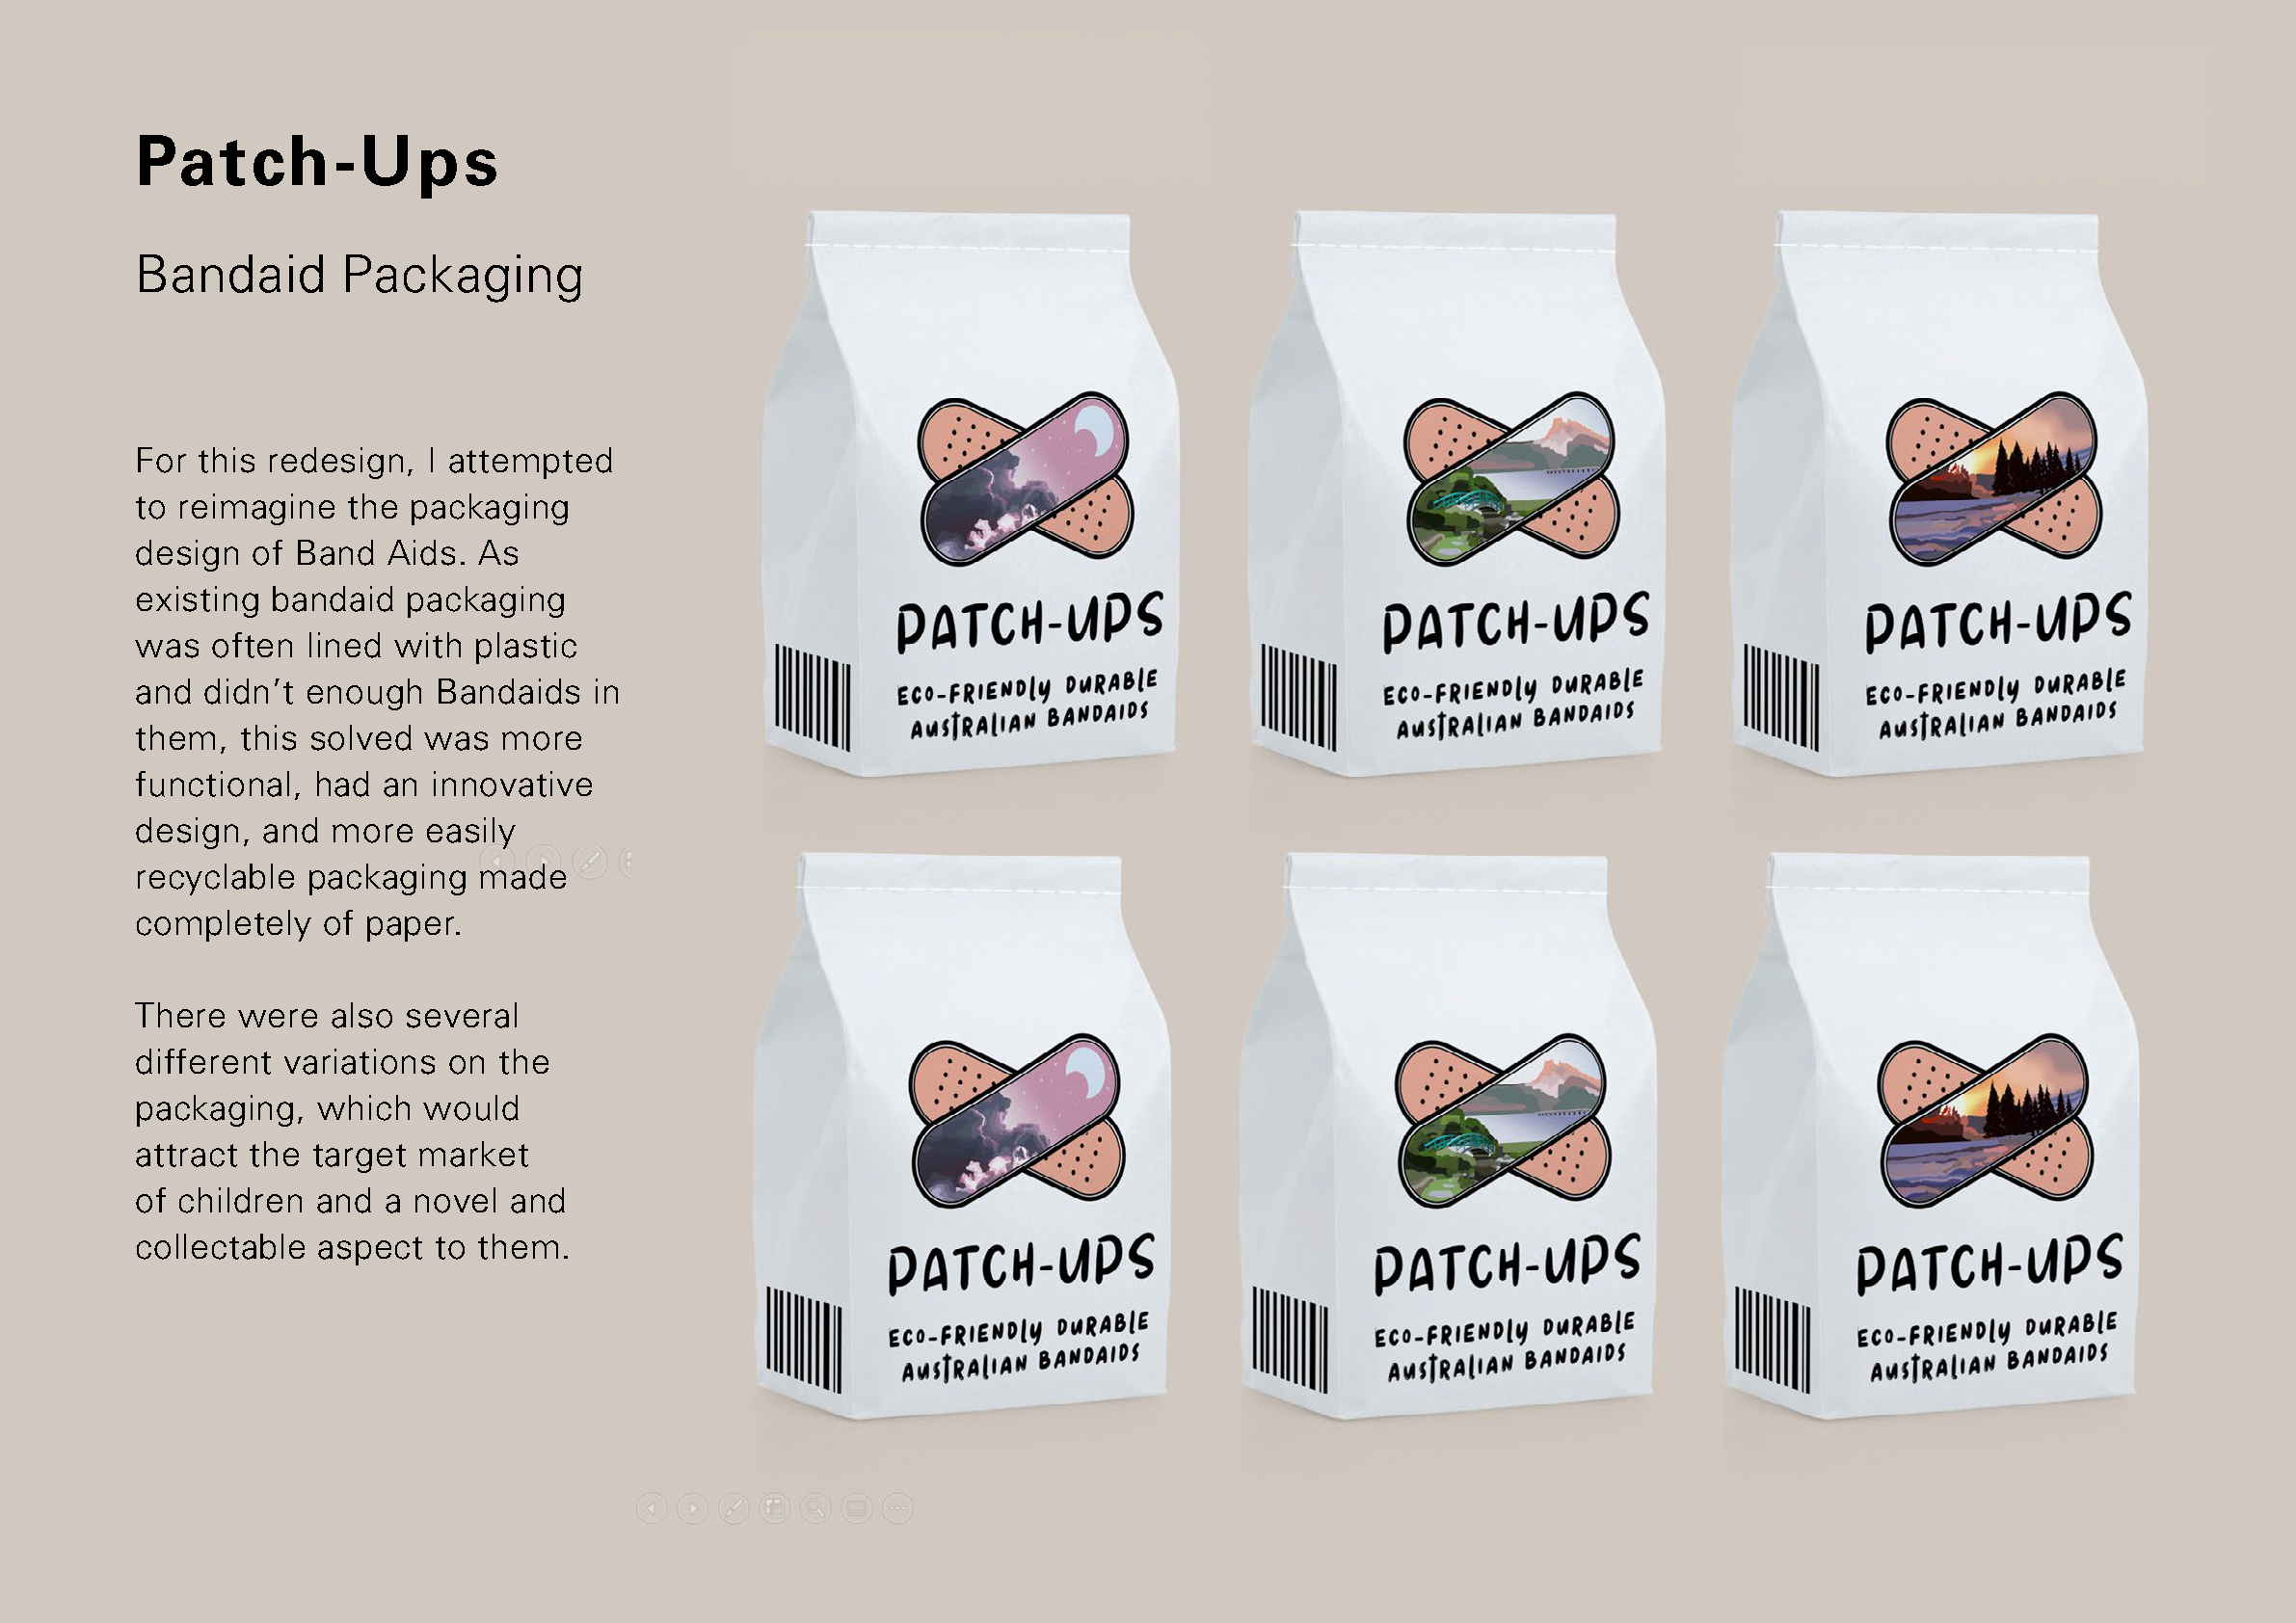 Patch-Ups
Bandaid Packaging
For this redesign, I attempted
to reimagine the packaging
design of Band Aids. As
existing bandaid packaging
was often lined with plastic
and didn’t enough Bandaids in
them, this solved was more
functional, had an innovative
design, and more easily
recyclable packaging made
completely of paper.
There were also several
different variations on the
packaging, which would
attract the target market
of children and a novel and
collectable aspect to them.
PATCH-UPS
ECO-FRIENDly DURABlE
AUSTRAlIAN BANDAIDS
PATCH-UPS
ECO-FRIENDly DURABlE
AUSTRAlIAN BANDAIDS
PATCH-UPS
ECO-FRIENDly DURABlE
AUSTRAlIAN BANDAIDS
PATCH-UPS
ECO-FRIENDly DURABlE
AUSTRAlIAN BANDAIDS
PATCH-UPS
ECO-FRIENDly DURABlE
AUSTRAlIAN BANDAIDS
PATCH-UPS
ECO-FRIENDly DURABlE
AUSTRAlIAN BANDAIDS